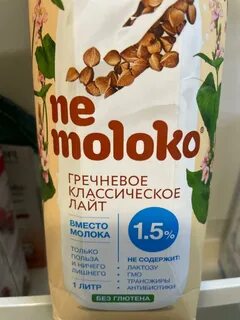 ne
moloko®
ГРЕЧНЕВОЕ
КЛАССИЧЕСКОЕ
ЛАЙТ
ВМЕСТО
МОЛОКА
1.5%
ТОЛЬКО
ПОЛЬЗА
И НИЧЕГО
ЛИШНЕГО
1 ЛИТР
НЕ СОДЕРЖИТ:
ЛАКТОЗУ
ГМО
ТРАНСЖИРЫ
АНТИБИОТИКИ
БЕЗ ГЛЮТЕНА